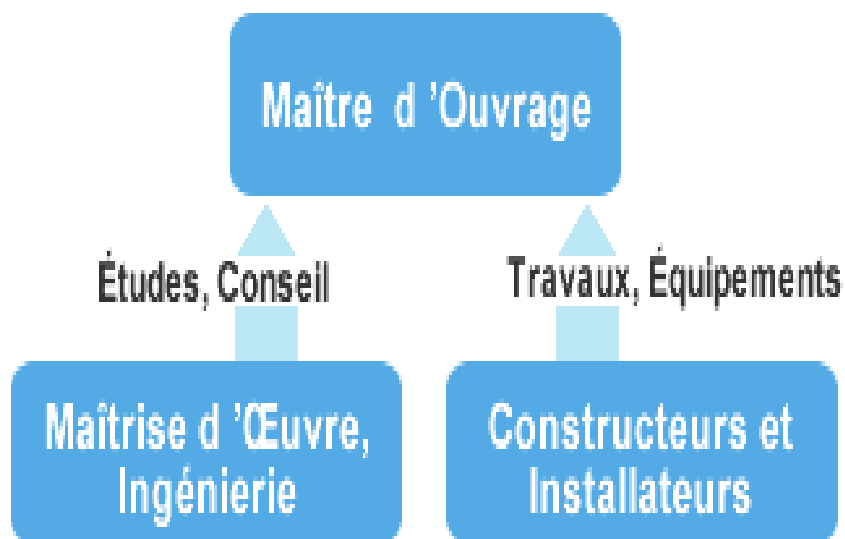 Maître d ’Ouvrage
Études, Conseil
Travaux, Équipements
Maîtrise d ’Œuvre,
Ingénierie
Constructeurs et
Installateurs